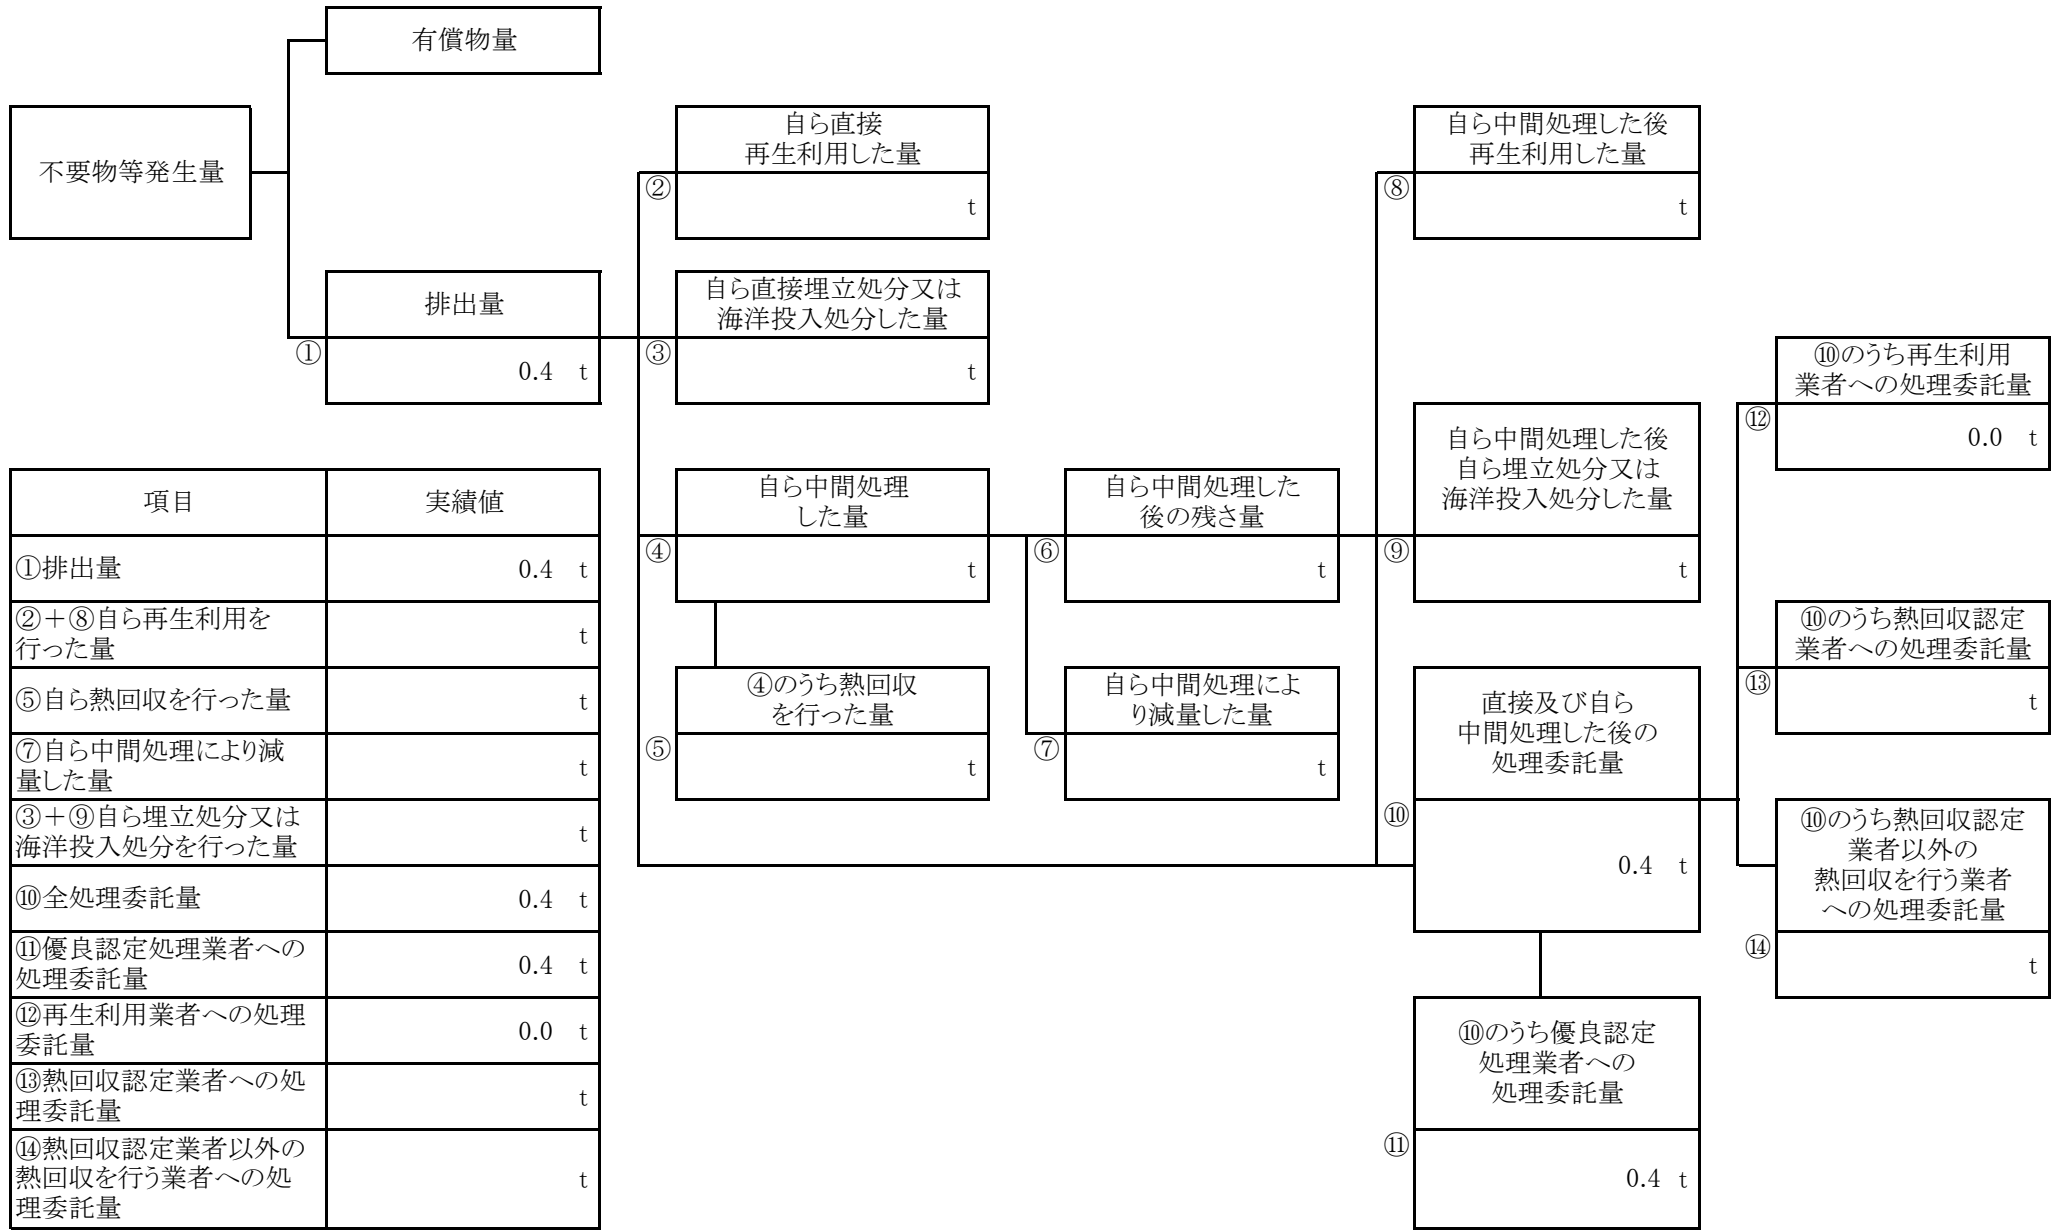 有償物量
不要物等発生量
排出量
①
0.4 t
自ら直接
再生利用した量
②
t
自ら直接埋立処分又は
海洋投入処分した量
③
t
自ら中間処理
した量
④
t
④のうち熱回収
を行った量
⑤
t
自ら中間処理した
後の残さ量
⑥
t
自ら中間処理によ
り減量した量
⑦
t
自ら中間処理した後
再生利用した量
⑧
t
自ら中間処理した後
自ら埋立処分又は
海洋投入処分した量
⑨
t
直接及び自ら
中間処理した後の
処理委託量
⑩
0.4 t
⑩のうち優良認定
処理業者への
処理委託量
⑪
0.4 t
⑩のうち再生利用
業者への処理委託量
⑫
0.0 t
⑩のうち熱回収認定
業者への処理委託量
⑬
t
⑩のうち熱回収認定
業者以外の
熱回収を行う業者
への処理委託量
⑭
t
項目 実績値
①排出量 0.4 t
②+⑧自ら再生利用を
行った量
t
⑤自ら熱回収を行った量 t
⑦自ら中間処理により減
量した量
t
③+⑨自ら埋立処分又は
海洋投入処分を行った量
t
⑩全処理委託量 0.4 t
⑪優良認定処理業者への
処理委託量
0.4 t
⑫再生利用業者への処理
委託量
0.0 t
⑬熱回収認定業者への処
理委託量
t
⑭熱回収認定業者以外の
熱回収を行う業者への処
理委託量
t